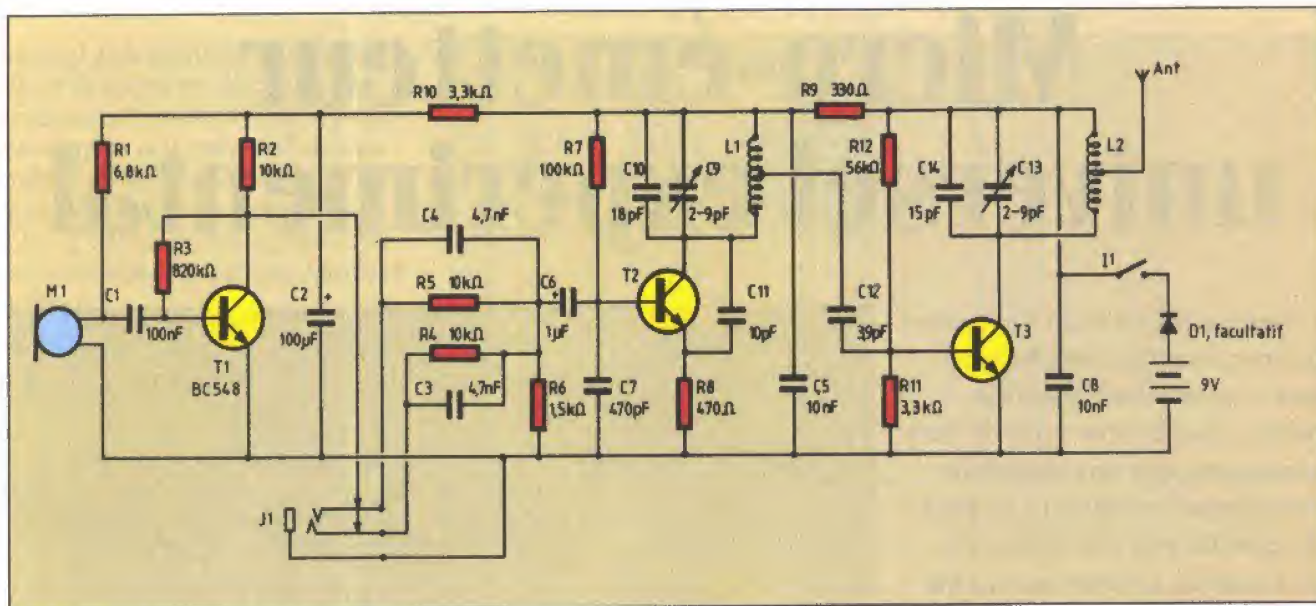 Ant
R10 3,3kΩ
R9 330Ω
R1
6,8kΩ
R2
10kΩ
R7
100kΩ
C10
18pF
C9
2-9pF
L1
R12
56kΩ
C14
15pF
C13
2-9pF
L2
C4 4,7nF
R3
820kΩ
R5 10kΩ
C6
+
1µF
T2
I1
M1
C1
100nF
C2
+
100µF
R4
10kΩ
C11
10pF
C12
3,9pF
T3
D1, facultatif
T1
BC548
C3 4,7nF
R6
1,5kΩ
C7
470pF
R8
470Ω
C5
10nF
R11
3,3kΩ
C8
10nF
9V
J1